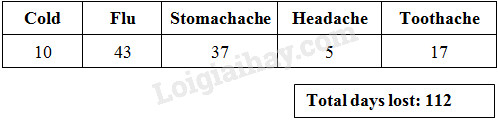 Cold Flu Stomachache Headache Toothache
10 43 37 5 17
Loigiaihay.com
Total days lost: 112